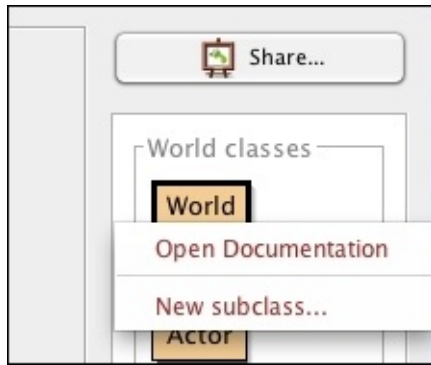 Share...
World classes
World
Open Documentation
New subclass...
Actor